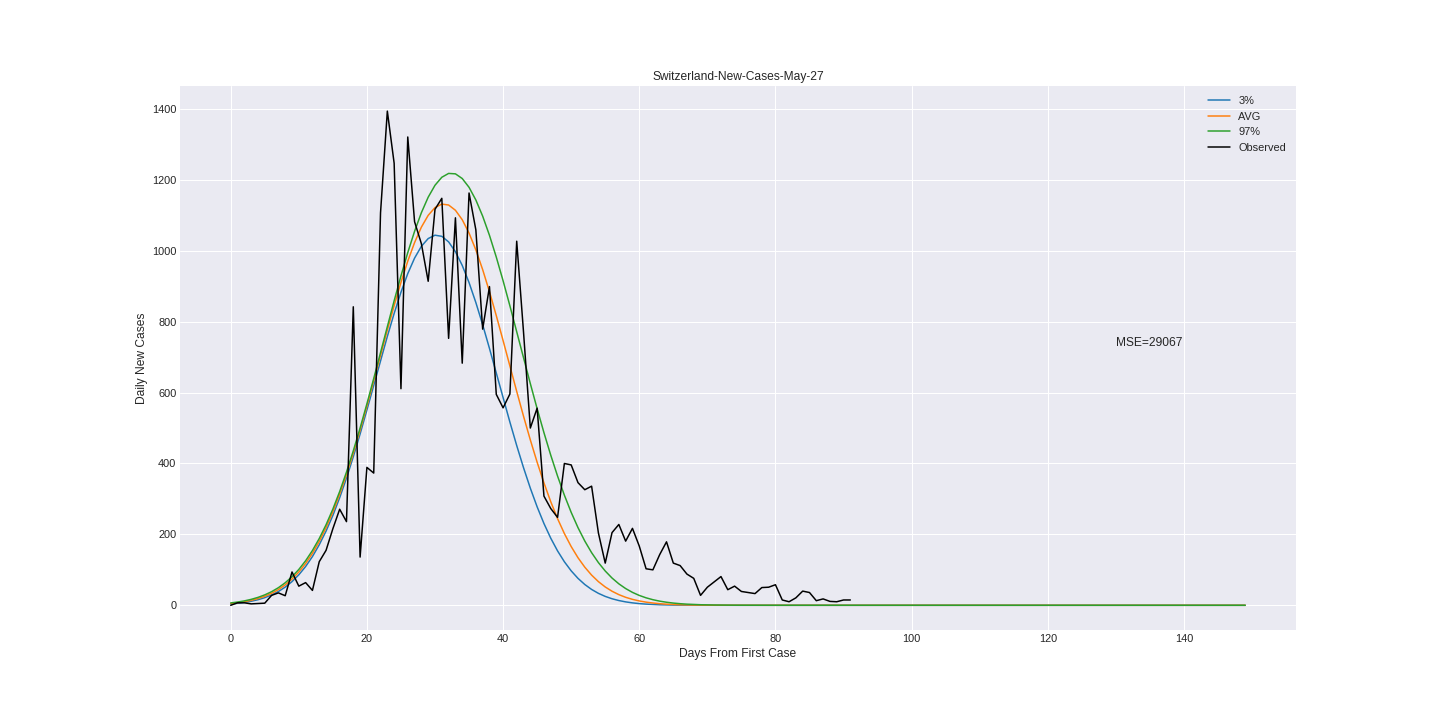 Switzerland-New-Cases-May-27
3%
AVG
97%
Observed
MSE=29067
Daily New Cases
1400
1200
1000
800
600
400
200
0
0 20 40 60 80 100 120 140
Days From First Case